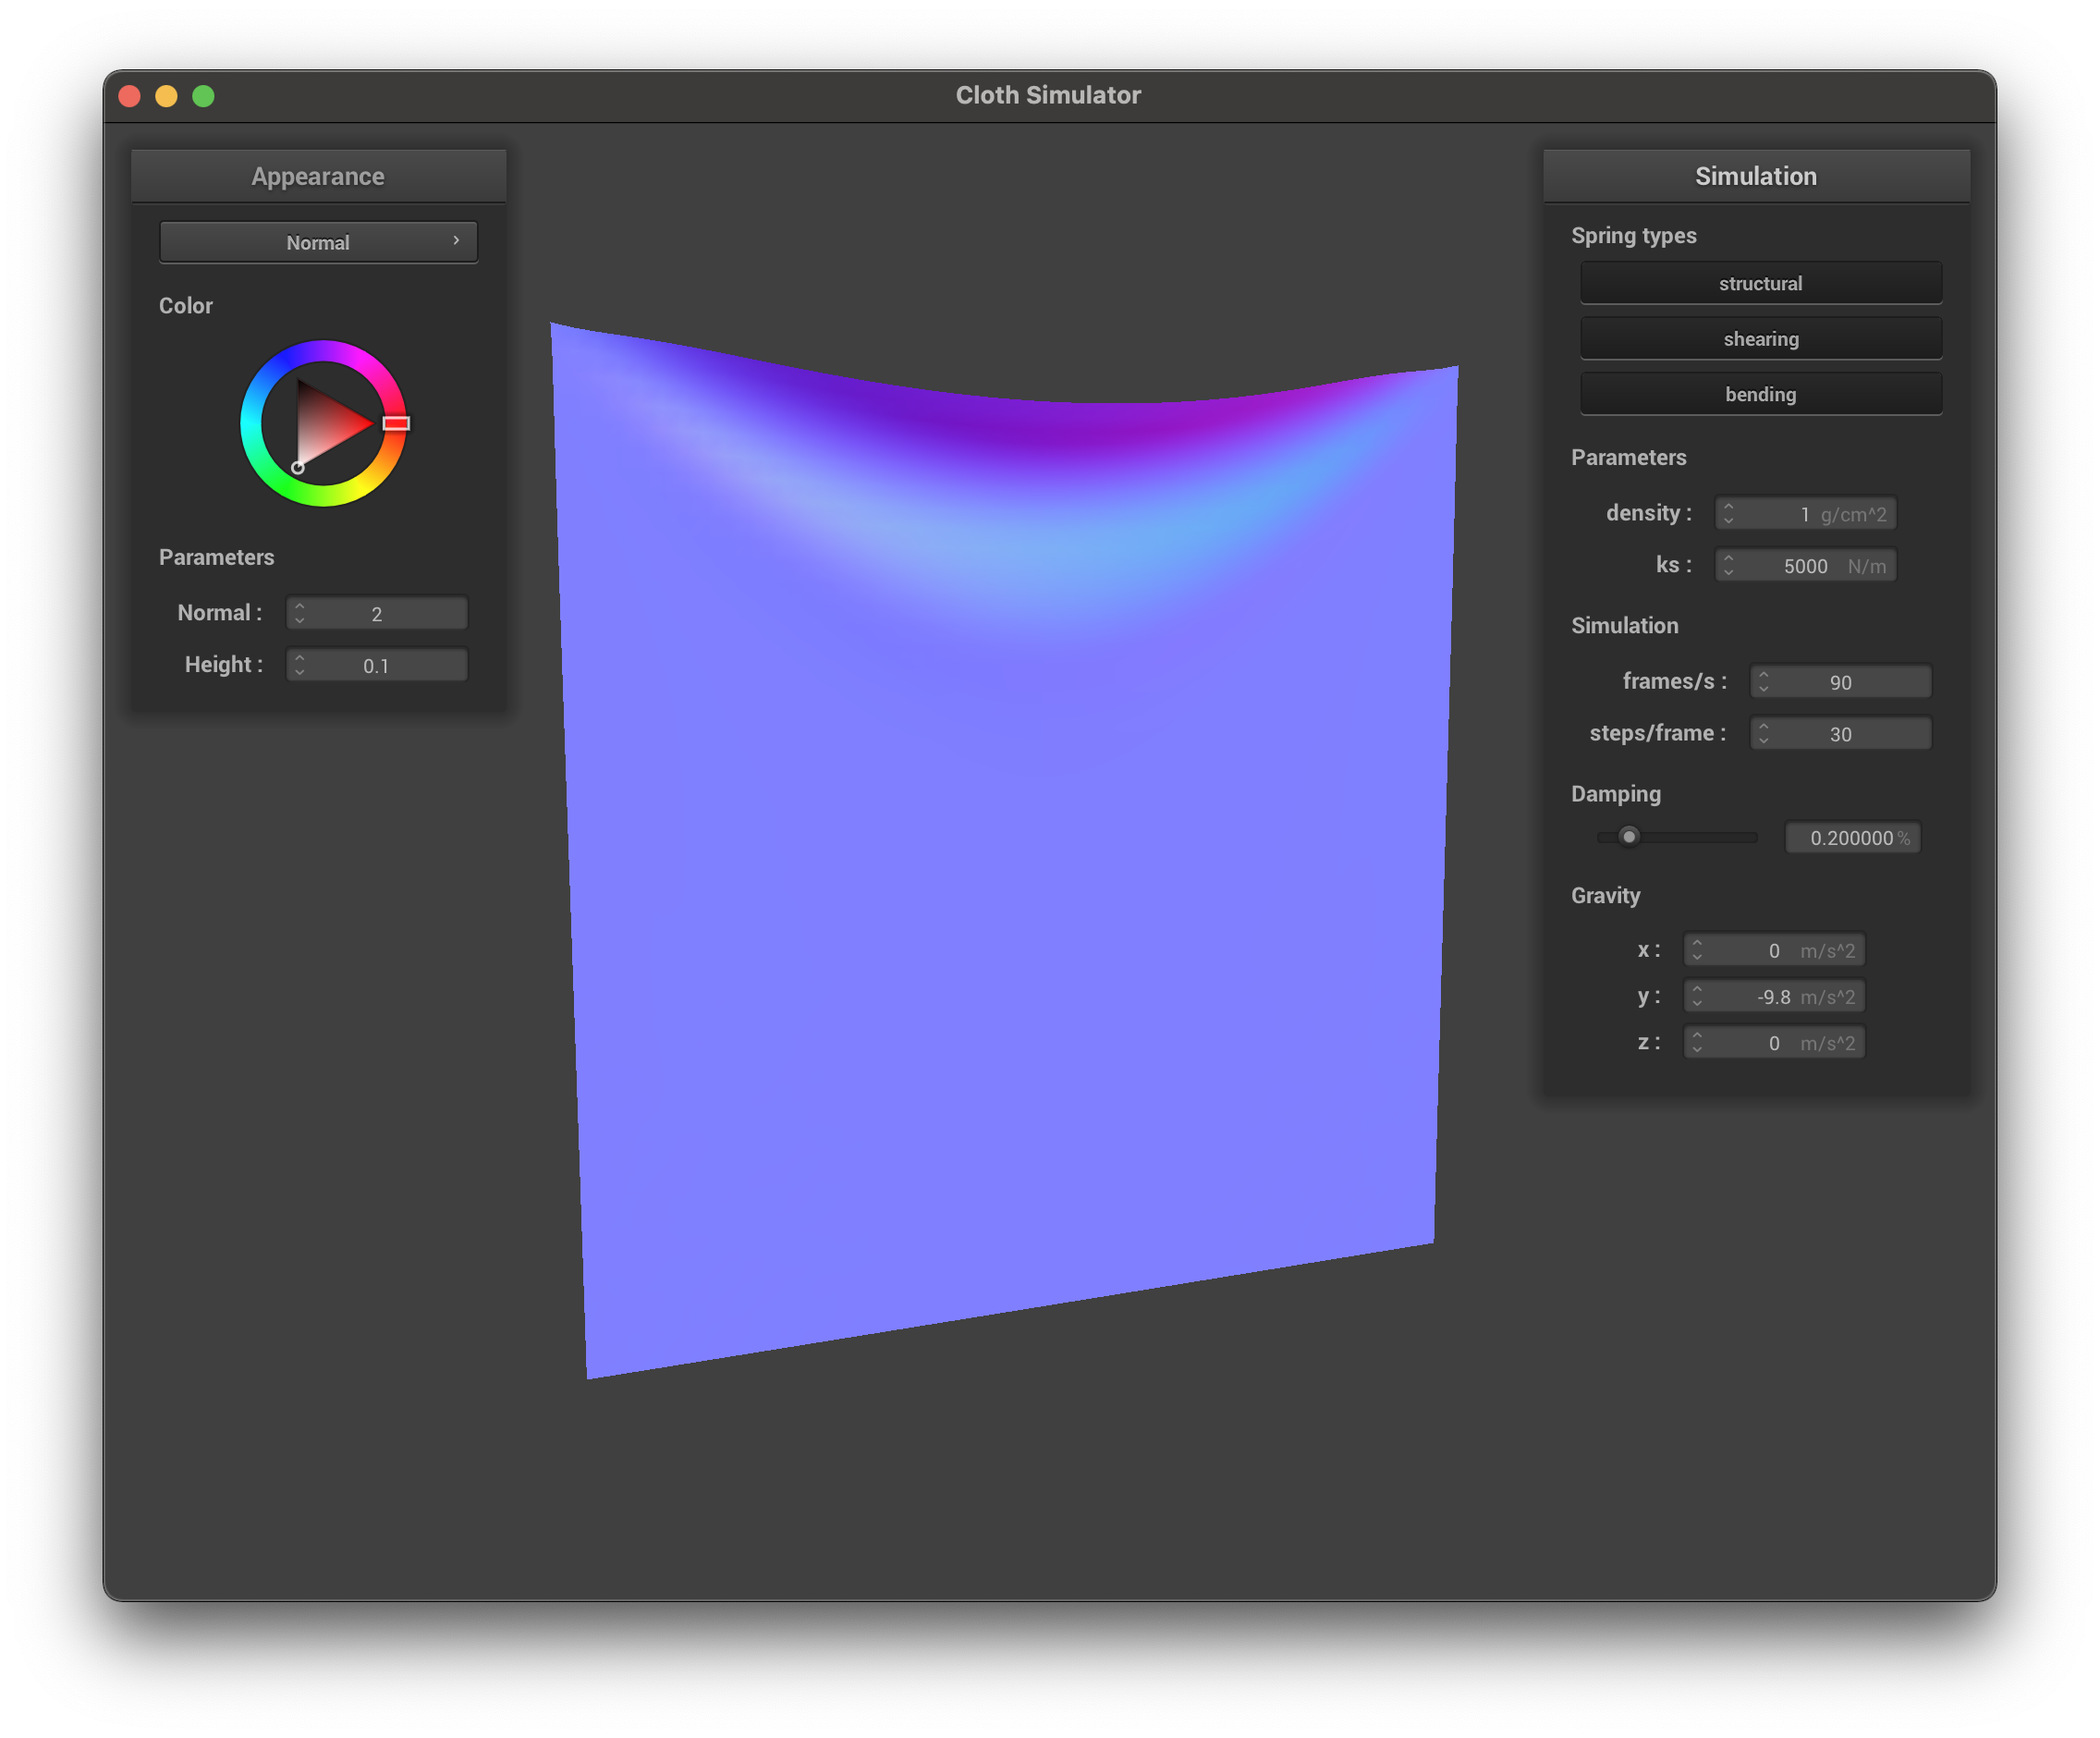 Cloth Simulator
Appearance
Normal
Color
Parameters
Normal : 2
Height : 0.1
Simulation
Spring types
structural
shearing
bending
Parameters
density : 1 g/cm^2
ks : 5000 N/m
Simulation
frames/s : 90
steps/frame : 30
Damping
0.200000 %
Gravity
x : 0 m/s^2
y : -9.8 m/s^2
z : 0 m/s^2